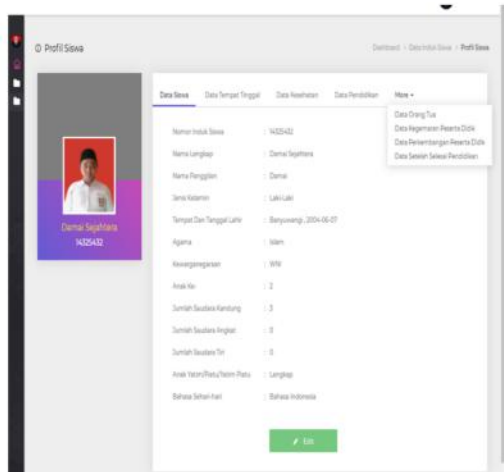 Profil Siswa
Dashboard > Data Induk Siswa > Profil Siswa
Damai Sejahtera
14325432
Data Siswa Data Tempat Tinggal Data Kesehatan Data Pendidikan More
Data Orang Tua
Data Kegemaran Peserta Didik
Data Perkembangan Peserta Didik
Data Setelah Selesai Pendidikan
Nomor Induk Siswa : 14325432
Nama Lengkap : Damai Sejahtera
Nama Panggilan : Damai
Jenis Kelamin : Laki-Laki
Tempat Dan Tanggal Lahir : Banyuwangi , 2004-06-07
Agama : Islam
Kewarganegaraan : WNI
Anak Ke- : 2
Jumlah Saudara Kandung : 3
Jumlah Saudara Angkat : 0
Jumlah Saudara Tiri : 0
Anak Yatim/Piatu/Yatim Piatu : Lengkap
Bahasa Sehari-hari : Bahasa Indonesia
Edit